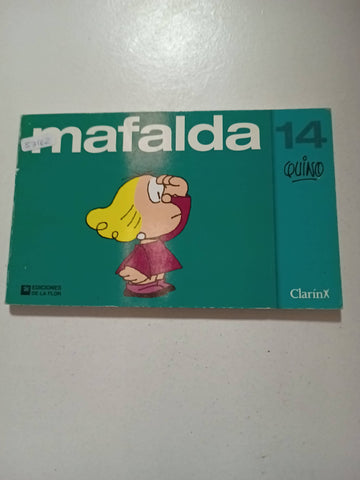 mafalda
14
QUINO
EDICIONES
DE LA FLOR
Clarín